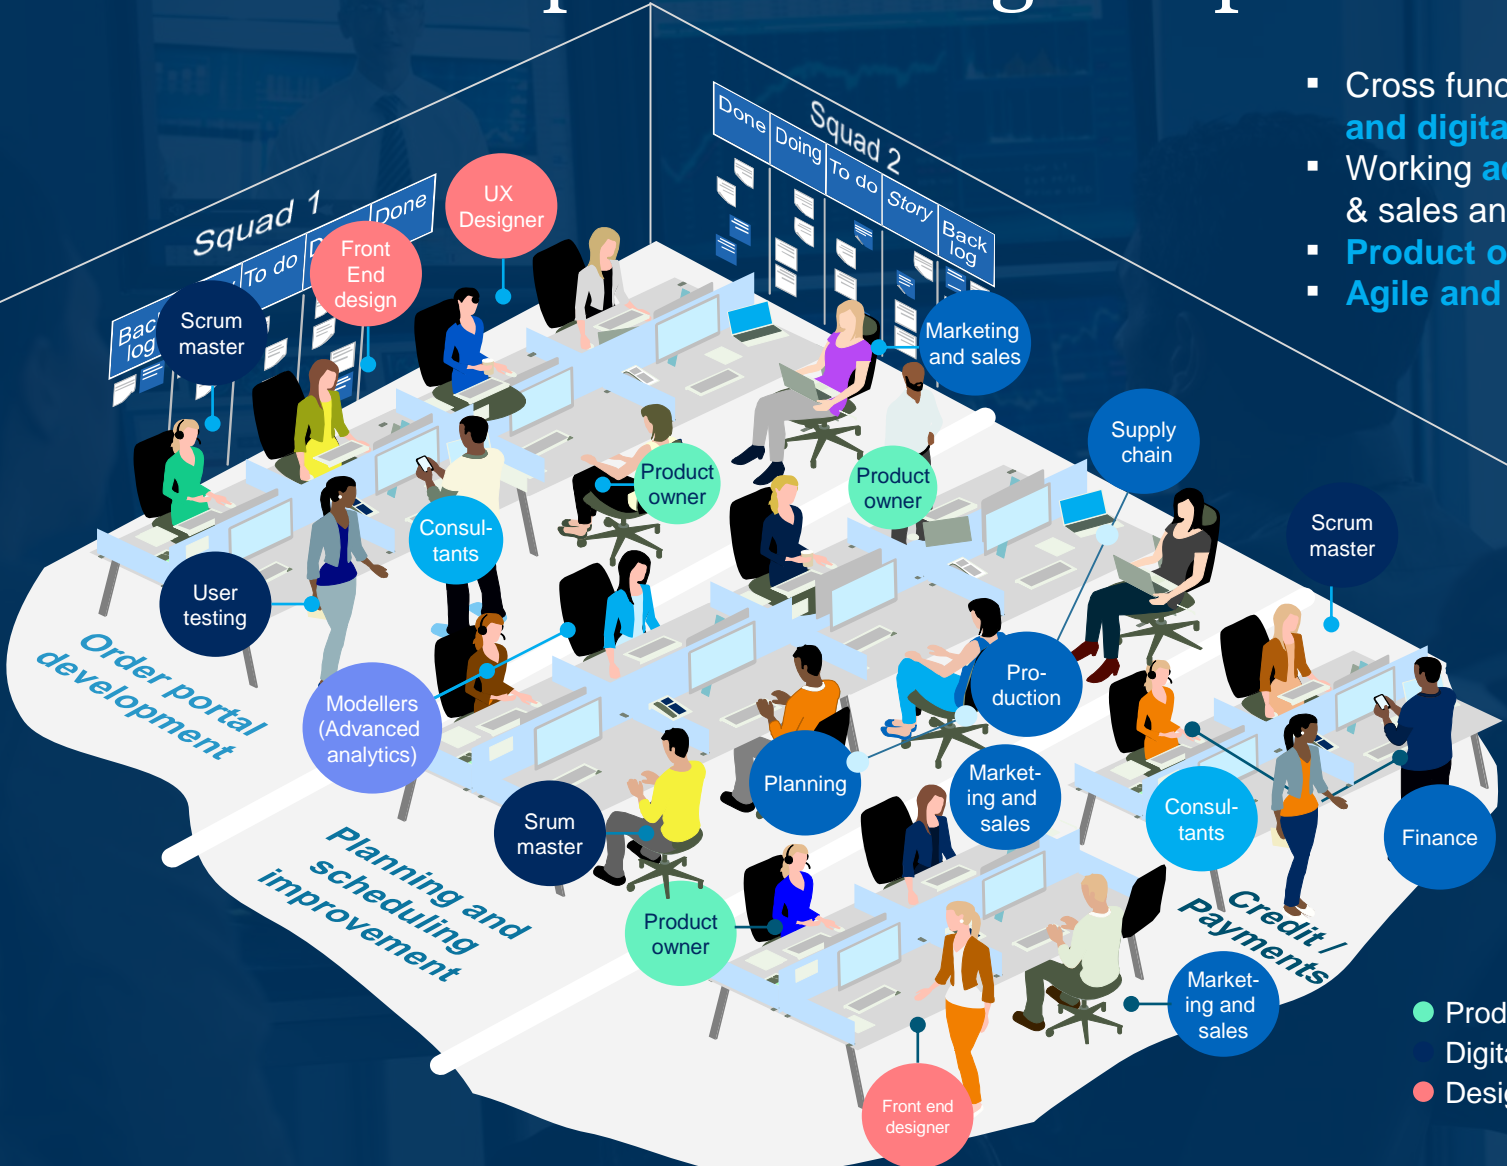 Cross func
and digita
Working
& sales an
Product o
Agile and
Squad 1
To do
Done
Squad 2
Done
Doing
To do
Story
Back
log
UX
Designer
Front
End
design
Scrum
master
Marketing
and sales
Supply
chain
Product
owner
Product
owner
Scrum
master
Consul-
tants
User
testing
Modellers
(Advanced
analytics)
Pro-
duction
Planning
Market-
ing and
sales
Consul-
tants
Finance
Srum
master
Product
owner
Market-
ing and
sales
Front end
designer
Order portal
development
Planning and
scheduling
improvement
Credit /
Payments
Prod
Digita
Desig